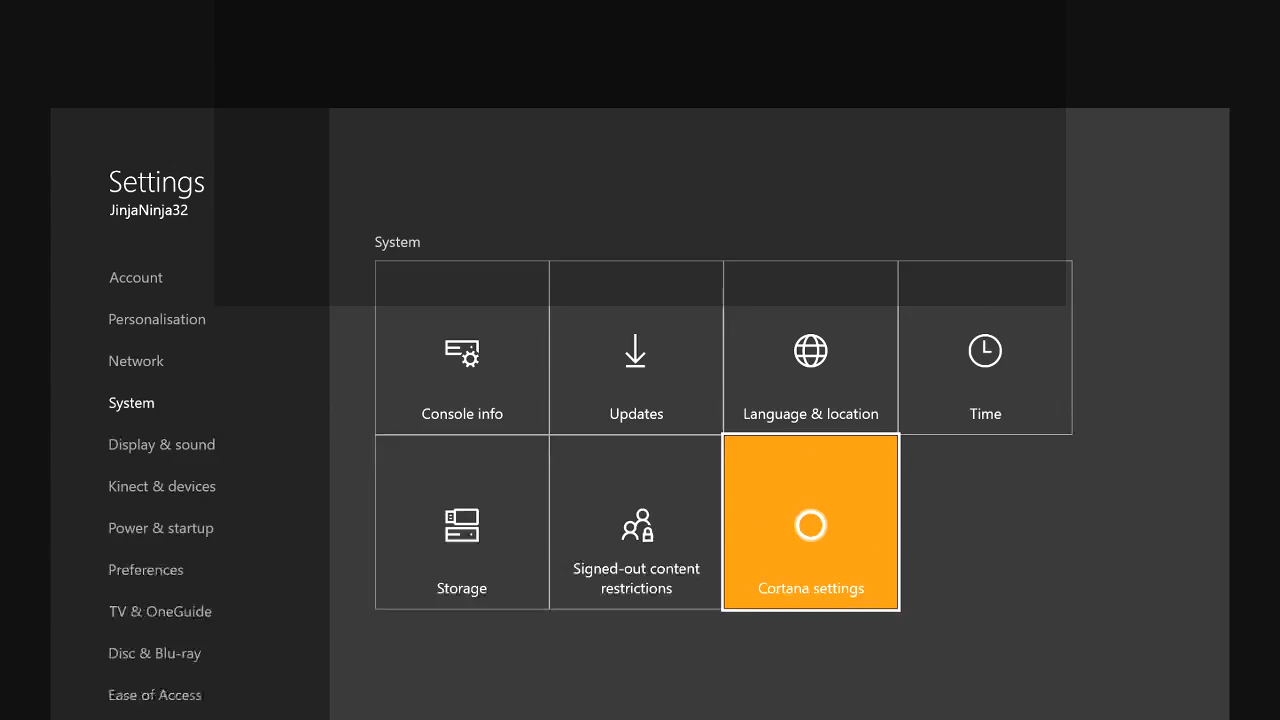 Settings
JinjaNinja32
Account
Personalisation
Network
System
Display & sound
Kinect & devices
Power & startup
Preferences
TV & OneGuide
Disc & Blu-ray
Ease of Access
System
Console info
Updates
Language & location
Time
Storage
Signed-out content
restrictions
Cortana settings